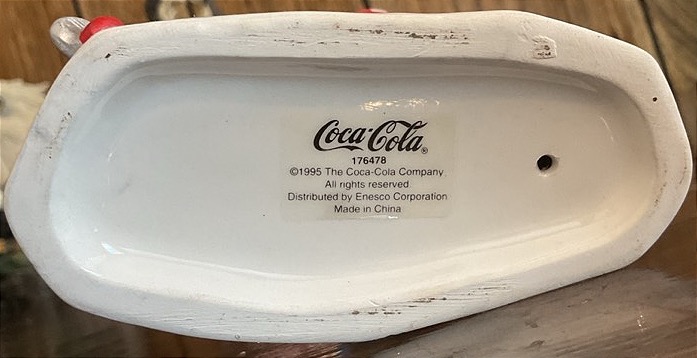 Coca-Cola®
176478
©1995 The Coca-Cola Company
All rights reserved
Distributed by Enesco Corporation
Made in China